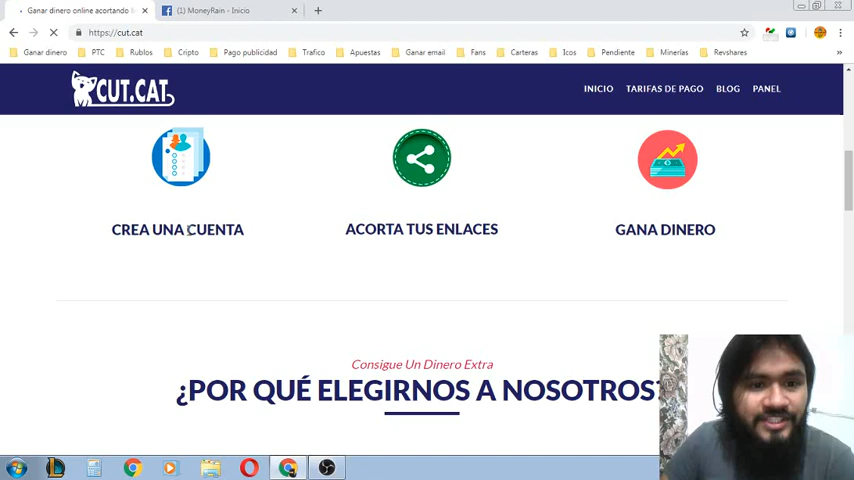 Ganar dinero online acortando
(1) MoneyRain - Inicio
https://cut.cat
Ganar dinero
PTC
Rublos
Cripto
Pago publicidad
Trafico
Apuestas
Ganar email
Fans
Carteras
Icos
Pendiente
Minerías
Revshares
CUT.CAT
INICIO
TARIFAS DE PAGO
BLOG
PANEL
CREA UNA CUENTA
ACORTA TUS ENLACES
GANA DINERO
Consigue Un Dinero Extra
¿POR QUÉ ELEGIRNOS A NOSOTROS?